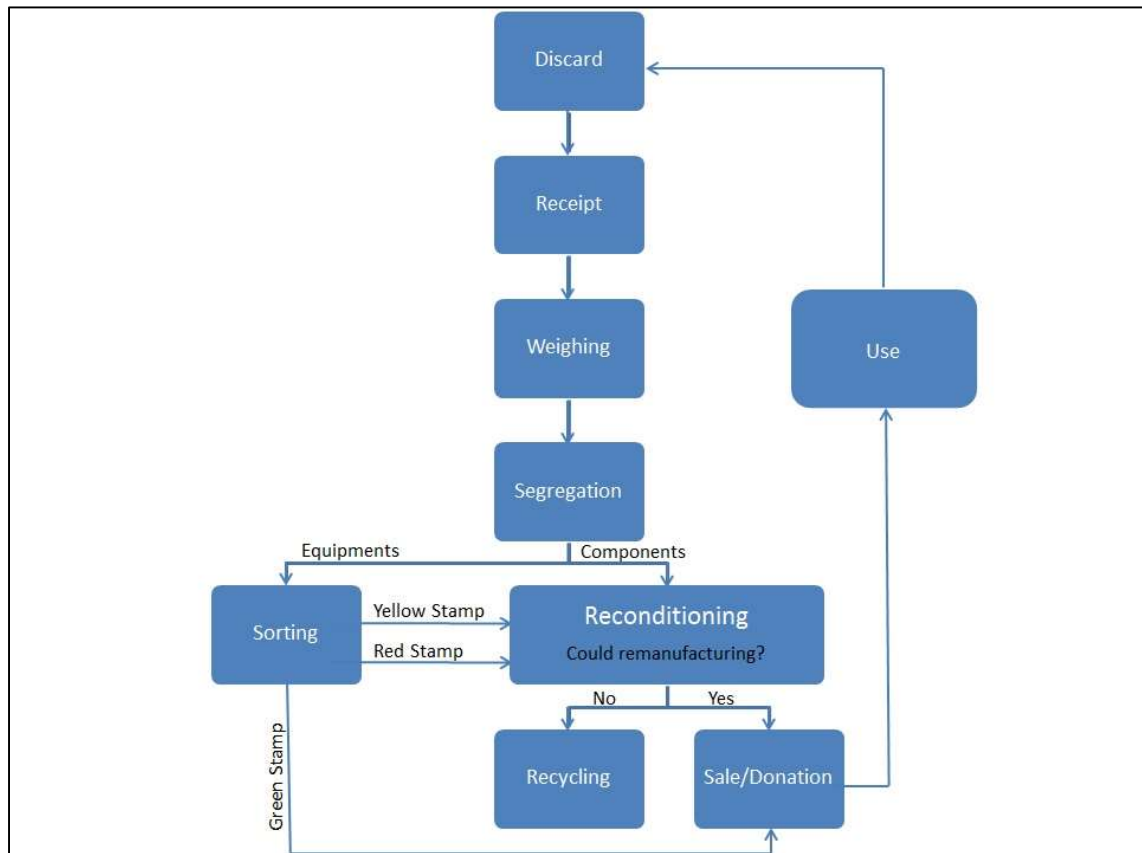 Discard
Receipt
Weighing
Use
Segregation
Equipments
Components
Sorting
Yellow Stamp
Red Stamp
Reconditioning
Could remanufacturing?
No
Yes
Green Stamp
Recycling
Sale/Donation